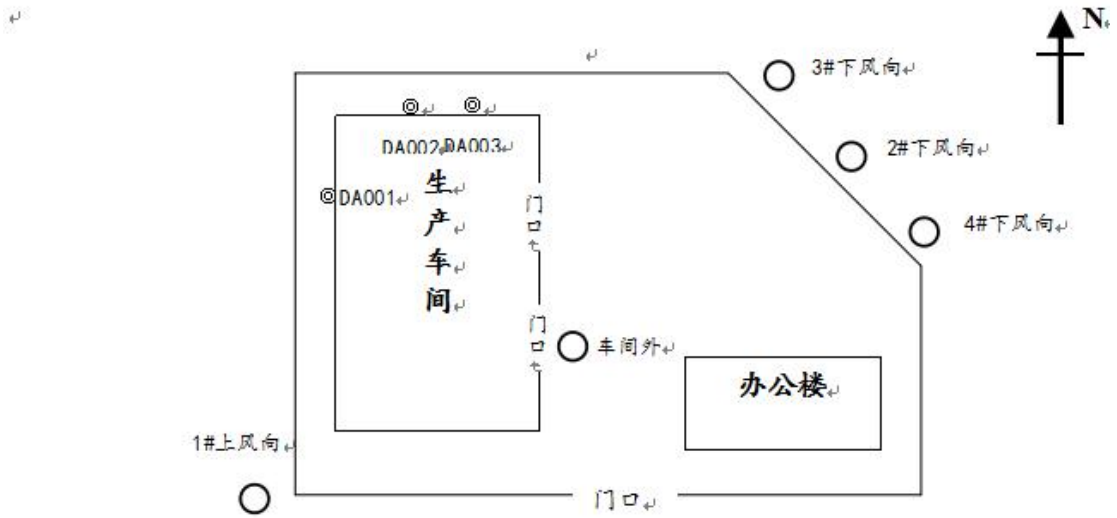 N
3#下风向
2#下风向
4#下风向
DA002
DA003
DA001
生
产
车
间
门
口
门
口
车间外
办公楼
1#上风向
门口